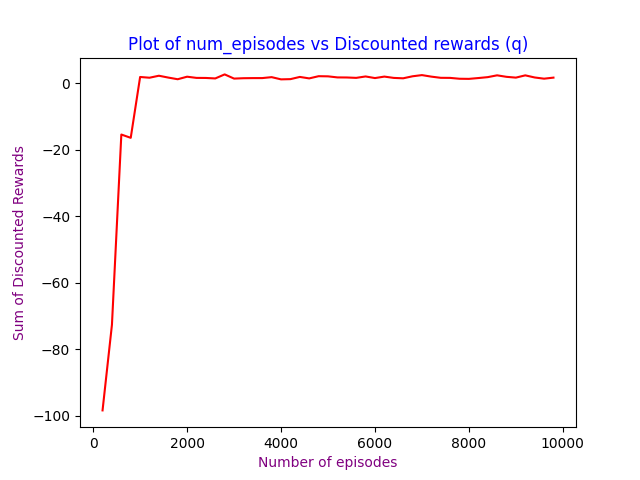 Plot of num_episodes vs Discounted rewards (q)
Sum of Discounted Rewards
0
−20
−40
−60
−80
−100
0 2000 4000 6000 8000 10000
Number of episodes